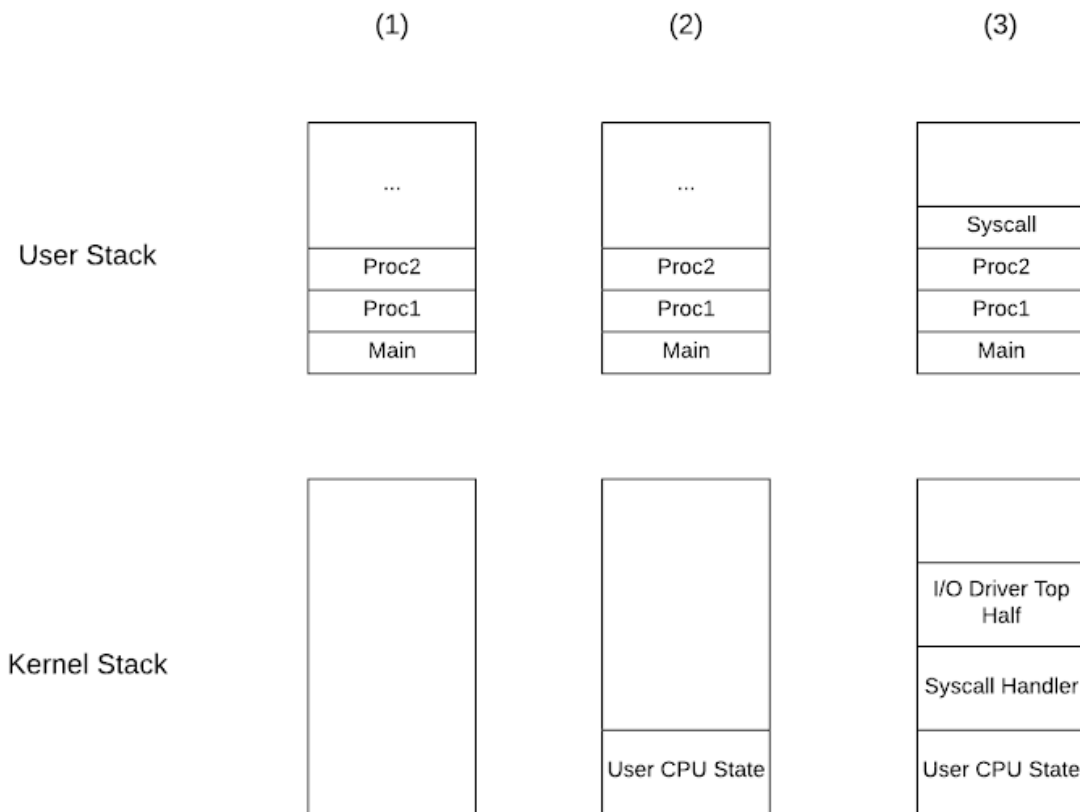 (1)
(2)
(3)
User Stack
...
Proc2
Proc1
Main
...
Proc2
Proc1
Main
Syscall
Proc2
Proc1
Main
Kernel Stack
User CPU State
I/O Driver Top
Half
Syscall Handler
User CPU State